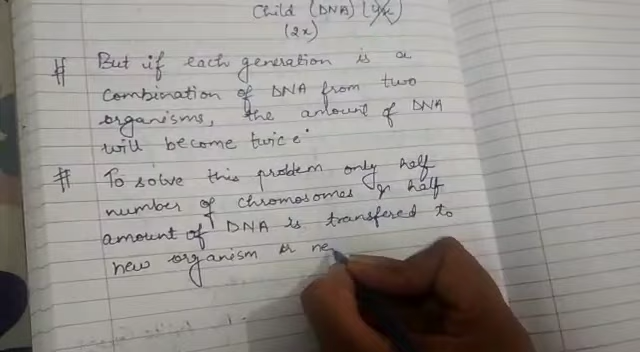 Child (DNA) (4x)
(2x)
# But if each generation is a
combination of DNA from two
organisms, the amount of DNA
will become twice.
# To solve this problem only half
number of chromosomes & half
amount of DNA is transfered to
new organism & ne